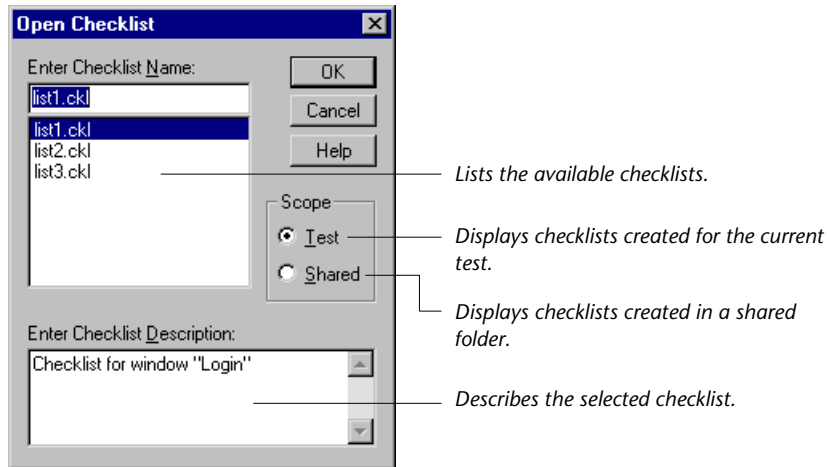 Open Checklist
Enter Checklist Name:
list1.ckl
list1.ckl
list2.ckl
list3.ckl
OK
Cancel
Help
Scope
Test
Shared
Enter Checklist Description:
Checklist for window "Login"
Lists the available checklists.
Displays checklists created for the current
test.
Displays checklists created in a shared
folder.
Describes the selected checklist.